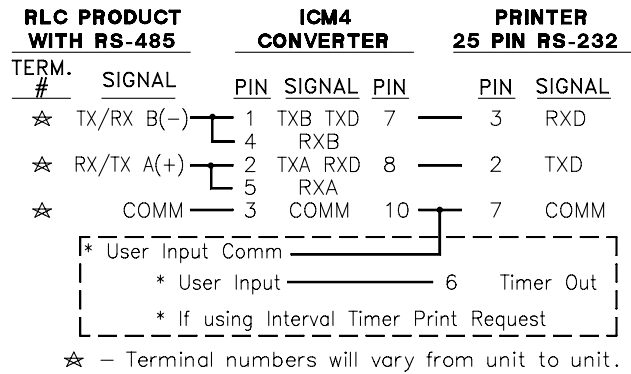 RLC PRODUCT ICM4 PRINTER
WITH RS-485 CONVERTER 25 PIN RS-232
TERM. # SIGNAL PIN SIGNAL PIN PIN SIGNAL
☆ TX/RX B(-) 1 TXB TXD 7 3 RXD
4 RXB
☆ RX/TX A(+) 2 TXA RXD 8 2 TXD
5 RXA
☆ COMM 3 COMM 10 7 COMM
* User Input Comm
* User Input 6 Timer Out
* If using Interval Timer Print Request
☆ – Terminal numbers will vary from unit to unit.